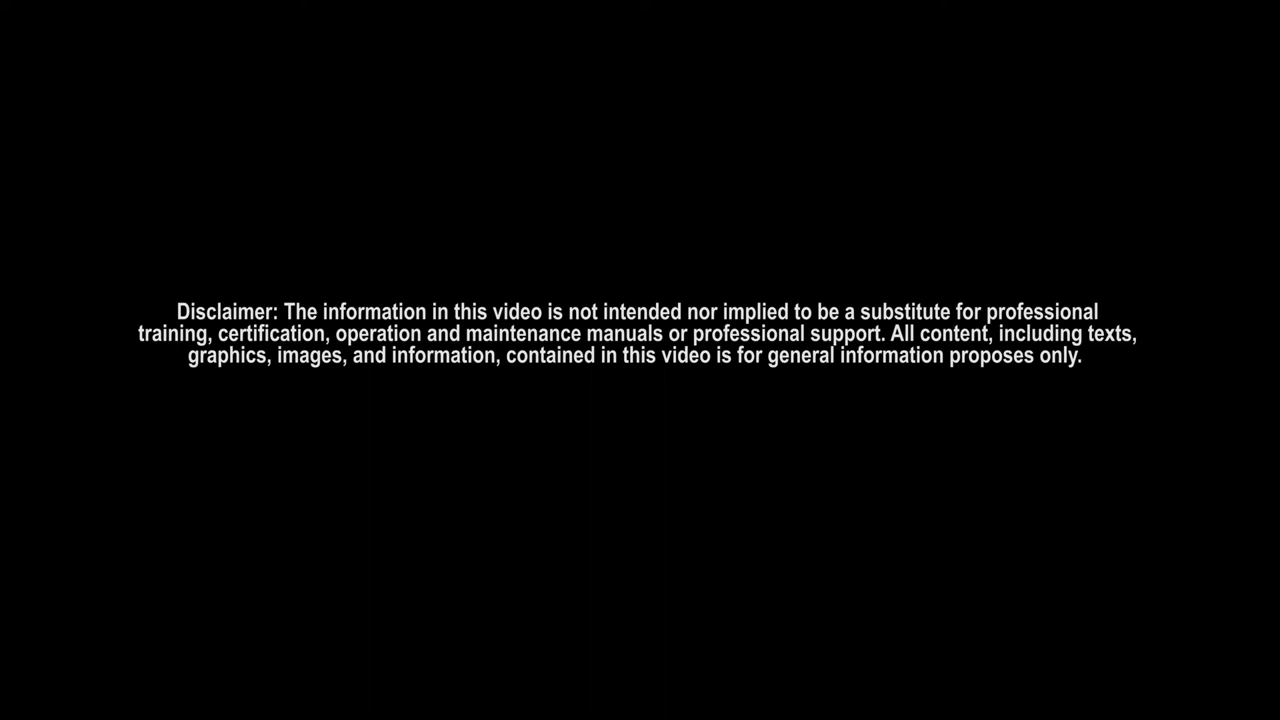 Disclaimer: The information in this video is not intended nor implied to be a substitute for professional
training, certification, operation and maintenance manuals or professional support. All content, including texts,
graphics, images, and information, contained in this video is for general information proposes only.